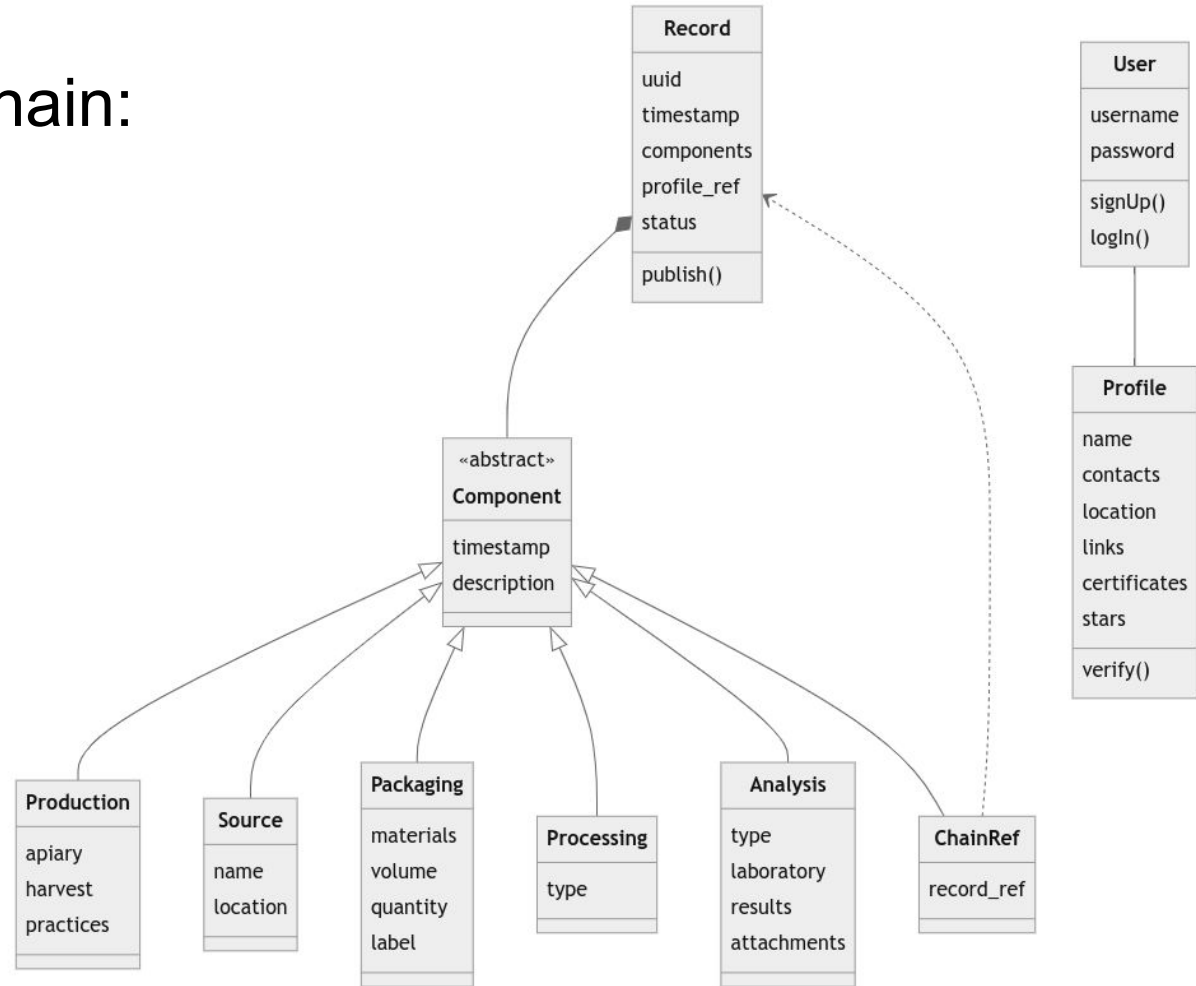 hain:
Record
uuid
timestamp
components
profile_ref
status
publish()
User
username
password
signUp()
logIn()
Profile
name
contacts
location
links
certificates
stars
verify()
«abstract»
Component
timestamp
description
Production
apiary
harvest
practices
Source
name
location
Packaging
materials
volume
quantity
label
Processing
type
Analysis
type
laboratory
results
attachments
ChainRef
record_ref